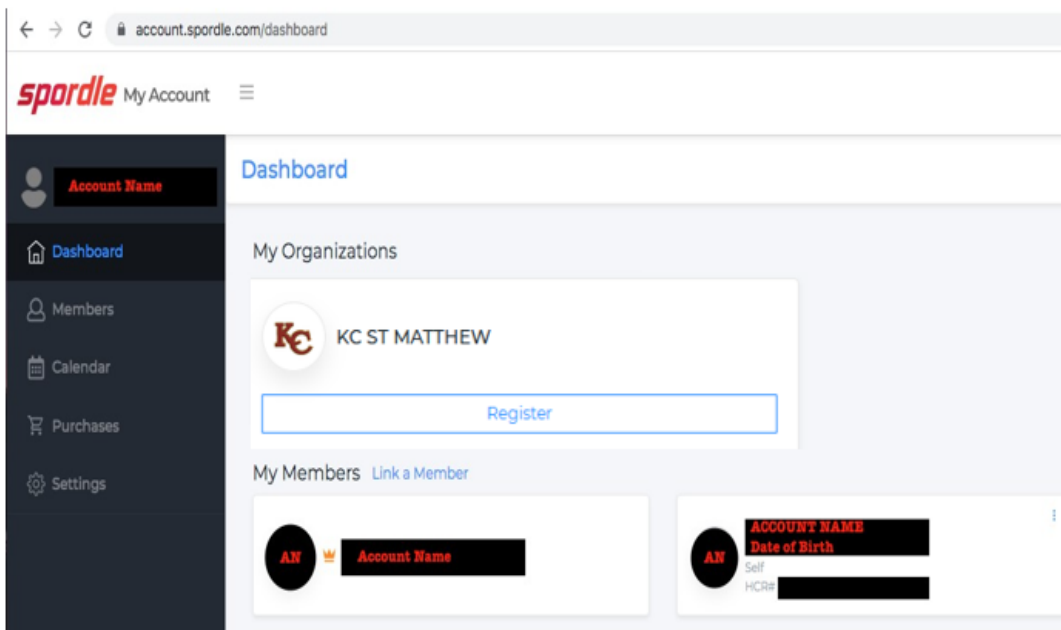 account.spordle.com/dashboard
spordle My Account
Account Name
Dashboard
Dashboard
Members
Calendar
Purchases
Settings
My Organizations
KC
KC ST MATTHEW
Register
My Members Link a Member
AN
Account Name
AN
ACCOUNT NAME
Date of Birth
Self
HCR#